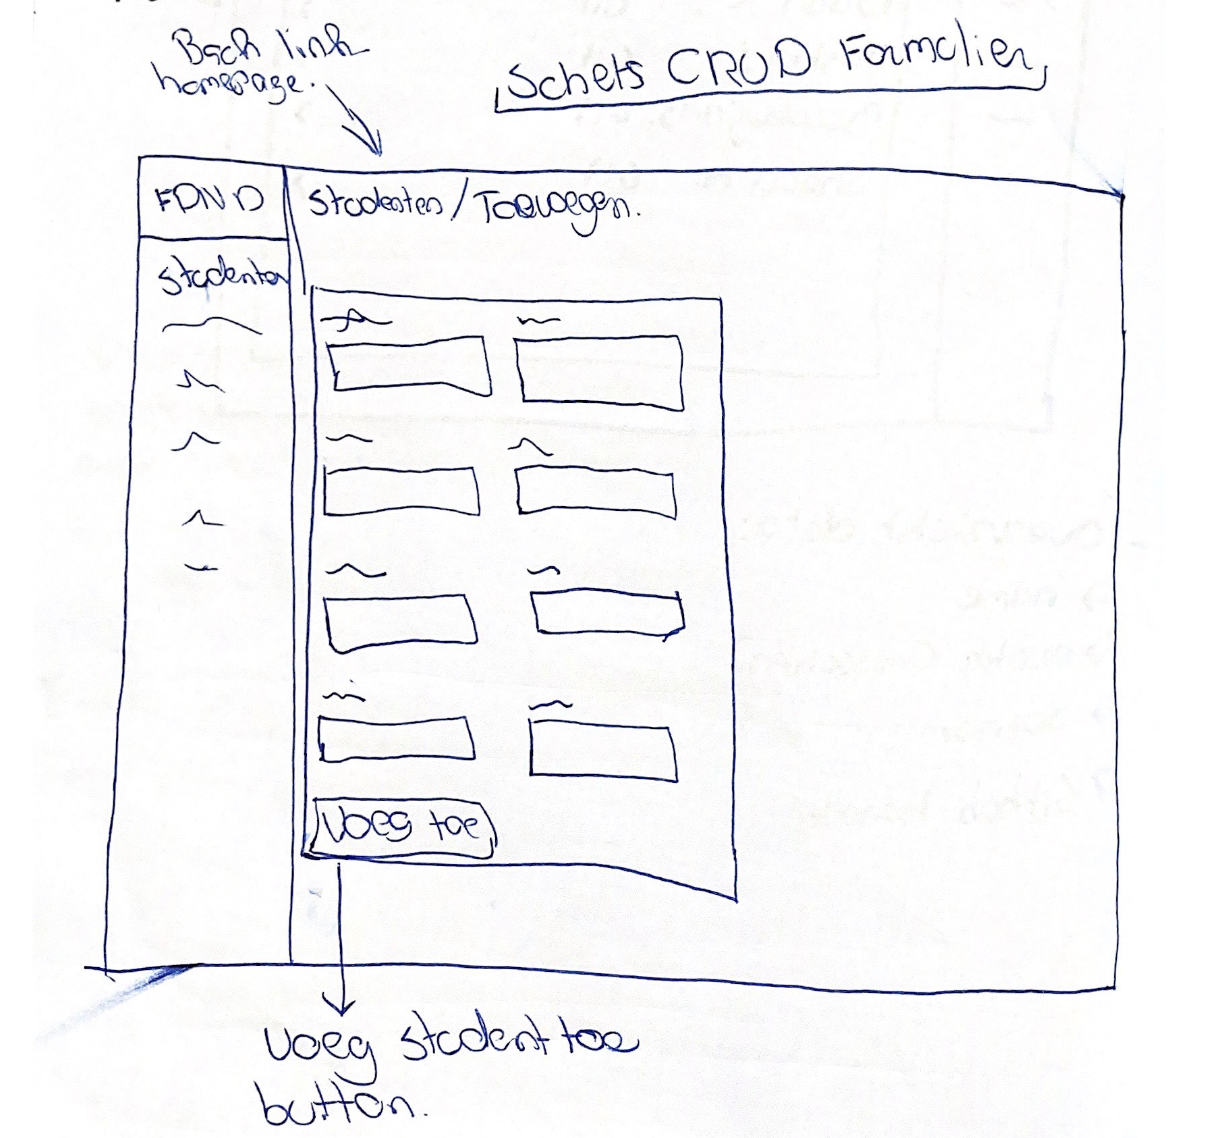 Back link
homepage.
Schets CRUD Formulier
FDND
Studenten / Toevoegen.
Studenten
Voeg toe
Voeg student toe
button.